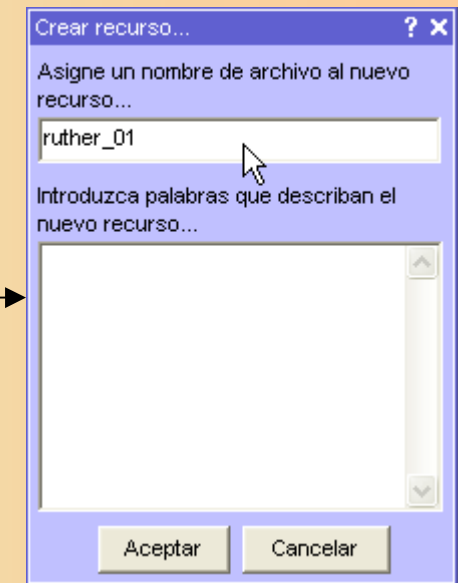 Crear recurso...
? ×
Asigne un nombre de archivo al nuevo
recurso...
ruther_01
Introduzca palabras que describan el
nuevo recurso...
Aceptar Cancelar